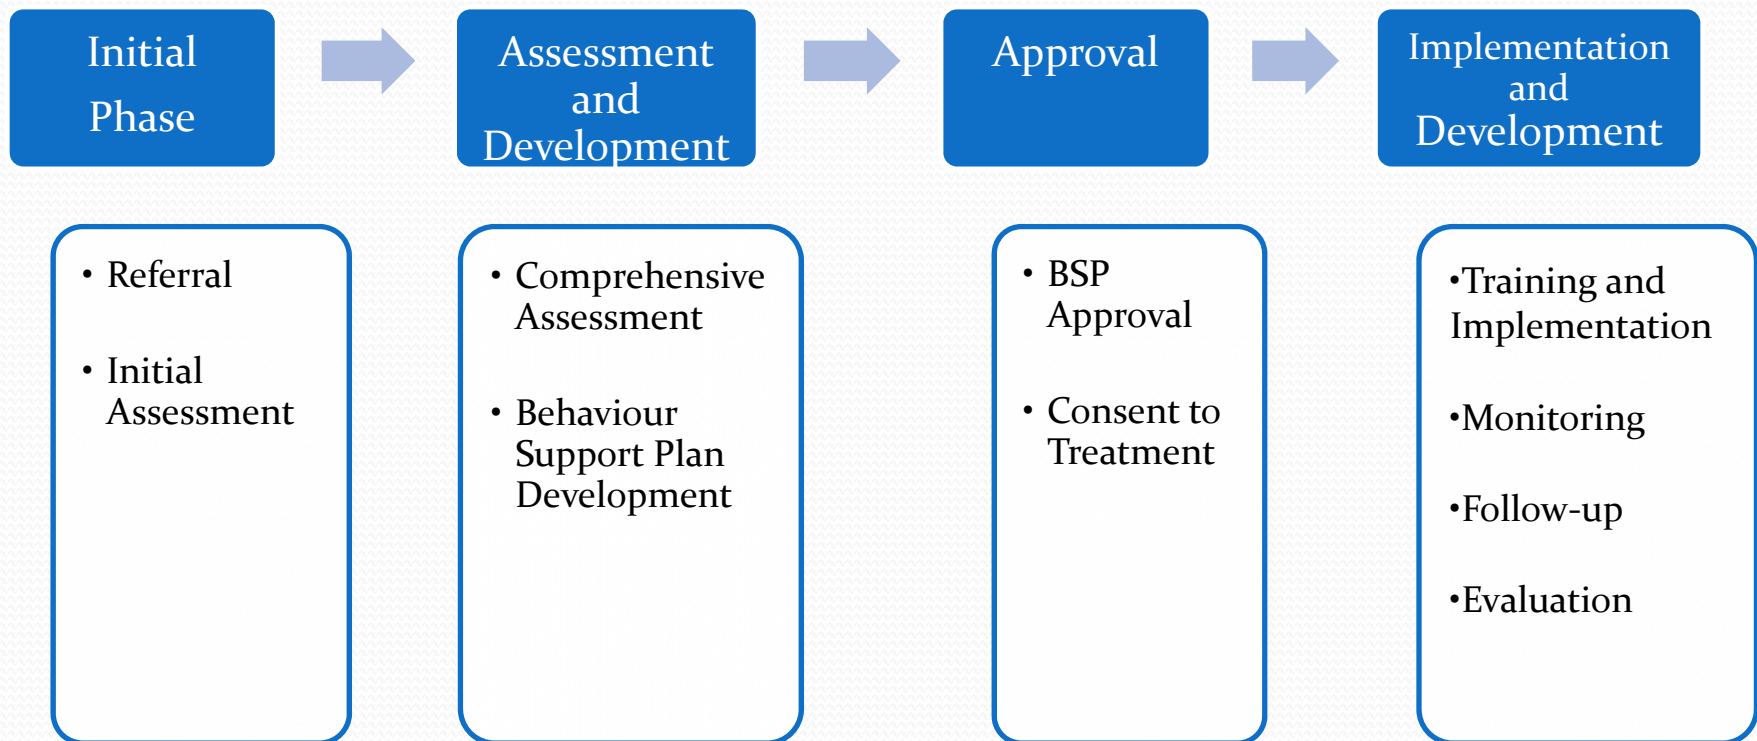 Initial
Phase
Assessment
and
Development
Approval
Implementation
and
Development
• Referral
• Initial
Assessment
• Comprehensive
Assessment
• Behaviour
Support Plan
Development
• BSP
Approval
• Consent to
Treatment
•Training and
Implementation
•Monitoring
•Follow-up
•Evaluation